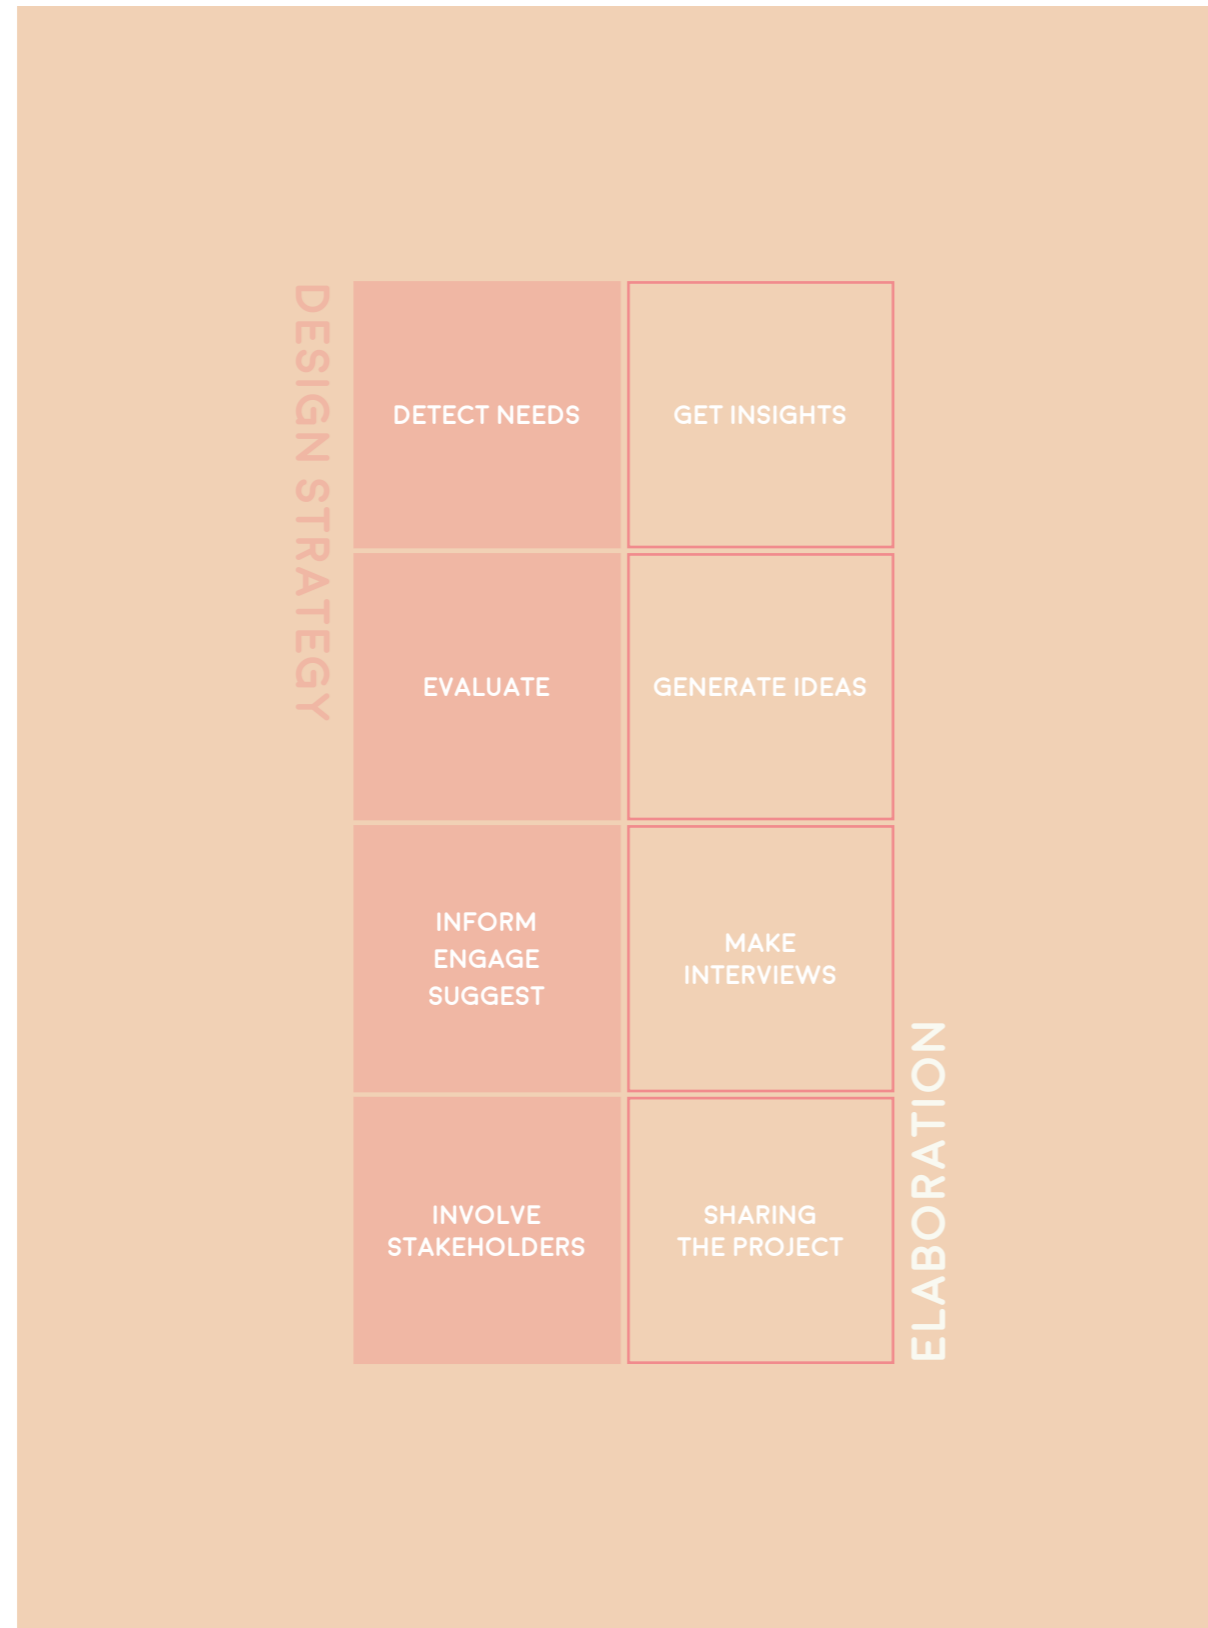 DESIGN STRATEGY
DETECT NEEDS
GET INSIGHTS
EVALUATE
GENERATE IDEAS
INFORM
ENGAGE
SUGGEST
MAKE
INTERVIEWS
INVOLVE
STAKEHOLDERS
SHARING
THE PROJECT
ELABORATION